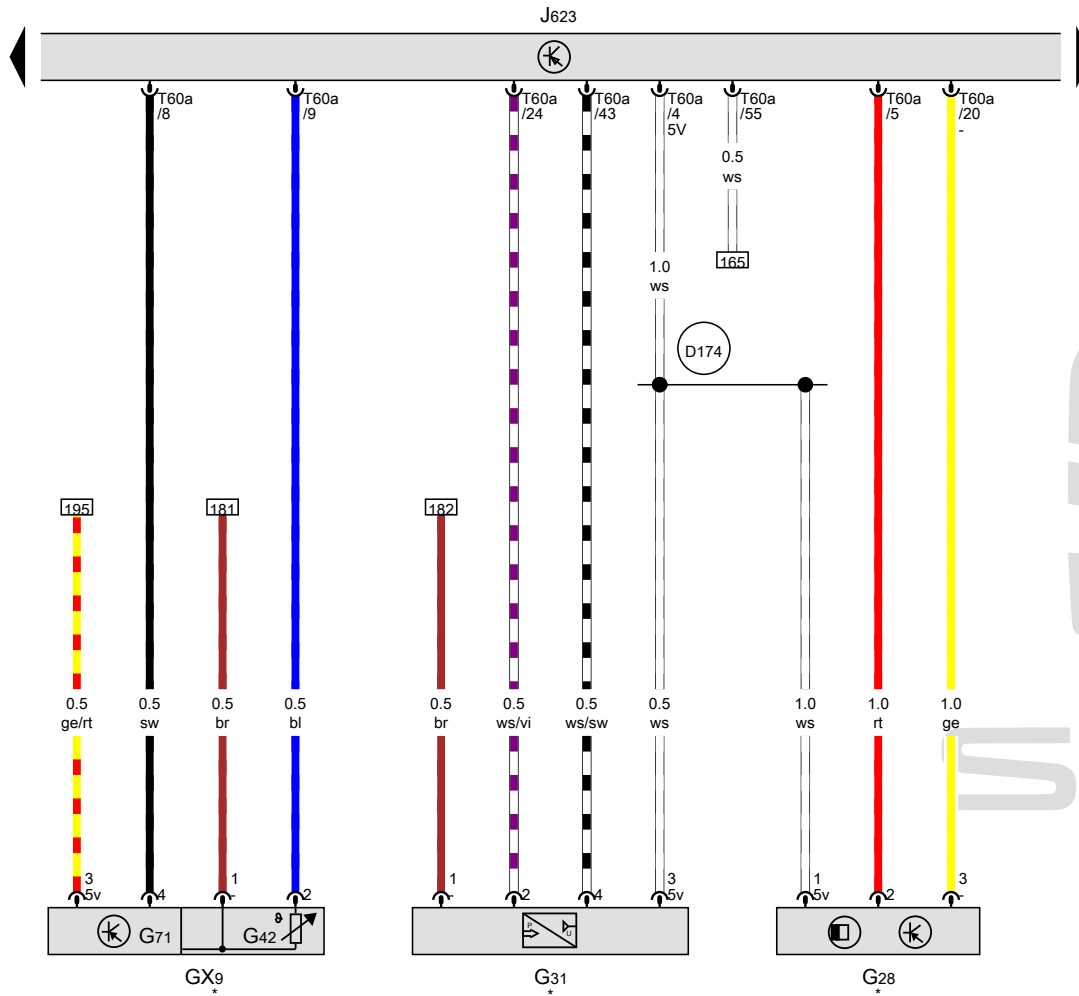 J623
T60a T60a T60a T60a T60a T60a T60a T60a
/8 /9 /24 /43 /4 /55 /5 /20
5V -
0.5
ws
165
1.0
ws
D174
195 181 182
0.5 0.5 0.5 0.5 0.5 0.5 0.5 0.5 1.0 1.0 1.0
ge/rt sw br bl br ws/vi ws/sw ws ws rt ge
3 4 1 2 1 2 4 3 1 2 3
5v - - 5v 5v -
G71 G42 ϑ P U
GX9 G31 G28
* * *